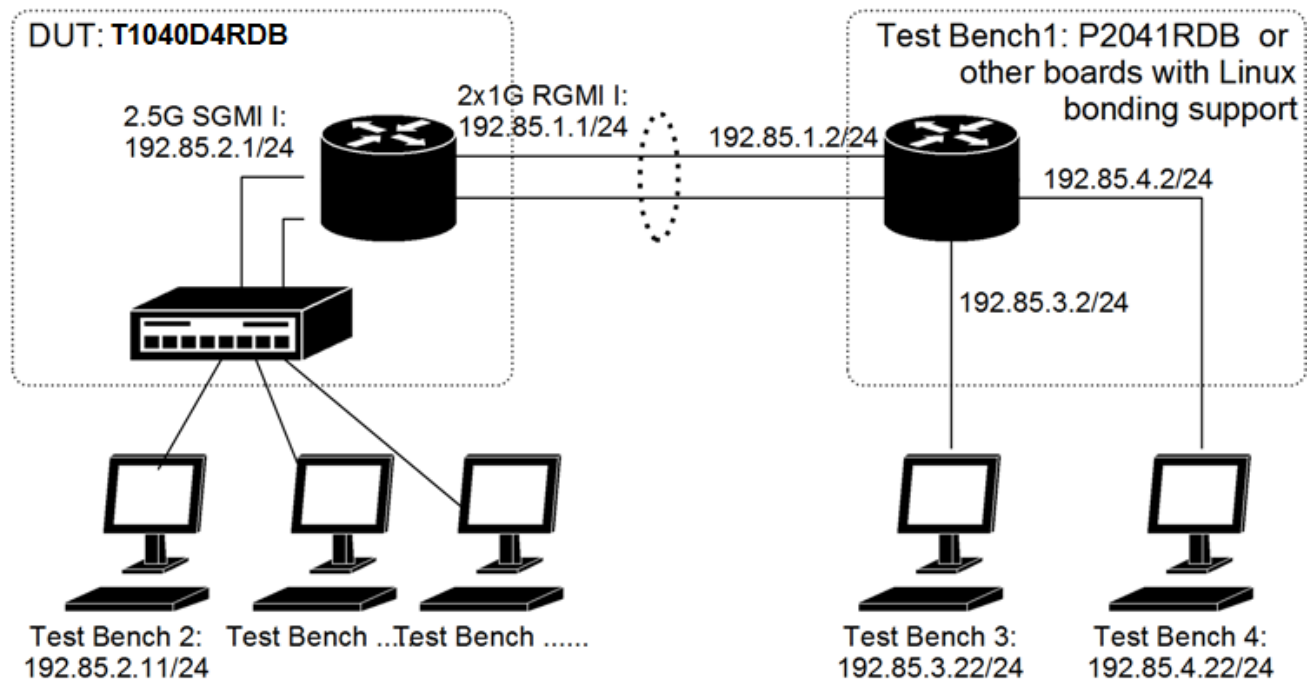 DUT: T1040D4RDB
Test Bench1: P2041RDB or
other boards with Linux
bonding support
2.5G SGMI I:
192.85.2.1/24
2x1G RGMI I:
192.85.1.1/24
192.85.1.2/24
192.85.4.2/24
192.85.3.2/24
Test Bench 2:
192.85.2.11/24
Test Bench ......
Test Bench ......
Test Bench 3:
192.85.3.22/24
Test Bench 4:
192.85.4.22/24